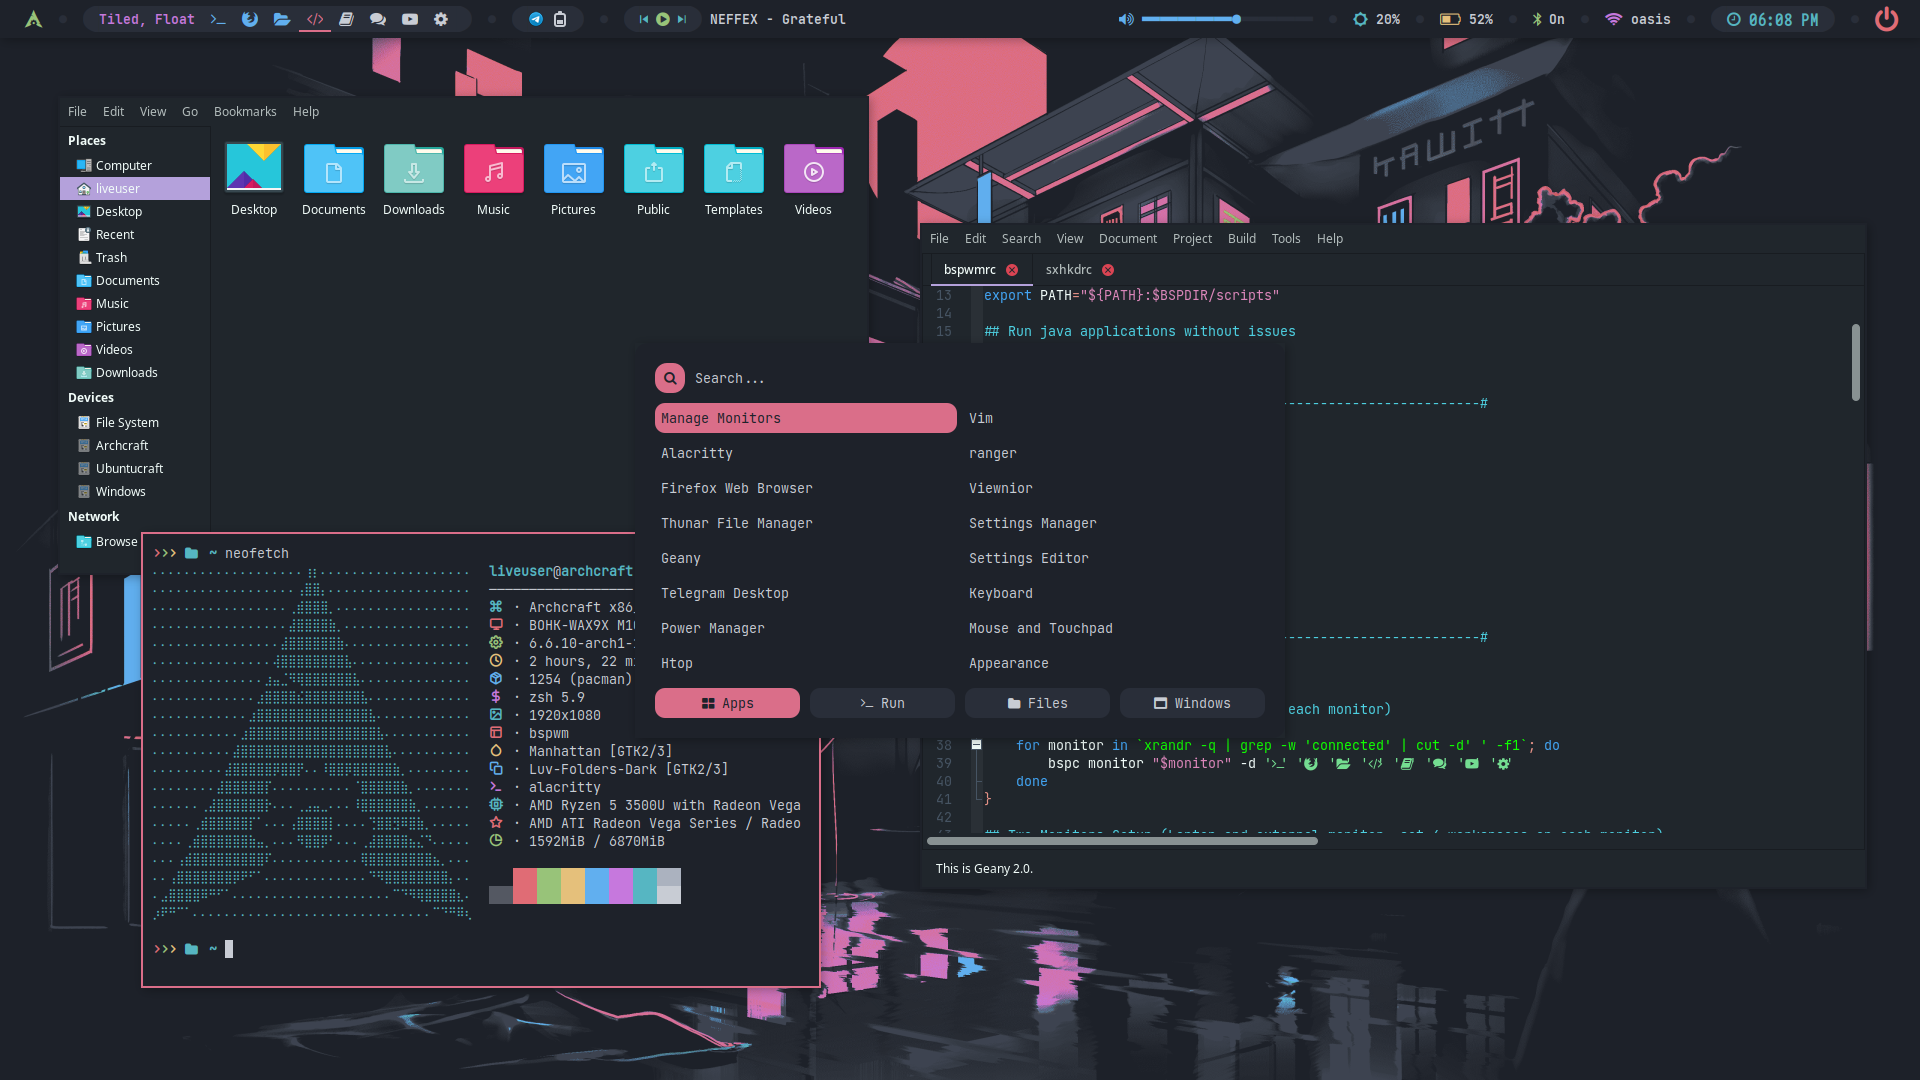 Tiled, Float
NEFFEX - Grateful
20%
52%
On
oasis
06:08 PM
File Edit View Go Bookmarks Help
Places
Computer
liveuser
Desktop
Recent
Trash
Documents
Music
Pictures
Videos
Downloads
Devices
File System
Archcraft
Ubuntucraft
Windows
Network
Browse
Desktop Documents Downloads Music Pictures Public Templates Videos
KAWITT
File Edit Search View Document Project Build Tools Help
bspwmrc sxhkdrc
13 export PATH="${PATH}:$BSPDIR/scripts"
14
15 ## Run java applications without issues
-------------------------#
-------------------------#
each monitor)
38 for monitor in `xrandr -q | grep -w 'connected' | cut -d' ' -f1`; do
39 bspc monitor "$monitor" -d '' '' '' '' '' '' '' ''
40 done
41 }
42
## Two Monitors Setup (Laptop and external monitor
This is Geany 2.0.
Search...
Manage Monitors Vim
Alacritty ranger
Firefox Web Browser Viewnior
Thunar File Manager Settings Manager
Geany Settings Editor
Telegram Desktop Keyboard
Power Manager Mouse and Touchpad
Htop Appearance
Apps Run Files Windows
~ neofetch
liveuser@archcraft
· Archcraft x86
· BOHK-WAX9X M1
· 6.6.10-arch1-
· 2 hours, 22 m
· 1254 (pacman)
· zsh 5.9
· 1920x1080
· bspwm
· Manhattan [GTK2/3]
· Luv-Folders-Dark [GTK2/3]
· alacritty
· AMD Ryzen 5 3500U with Radeon Vega
· AMD ATI Radeon Vega Series / Radeo
· 1592MiB / 6870MiB
~